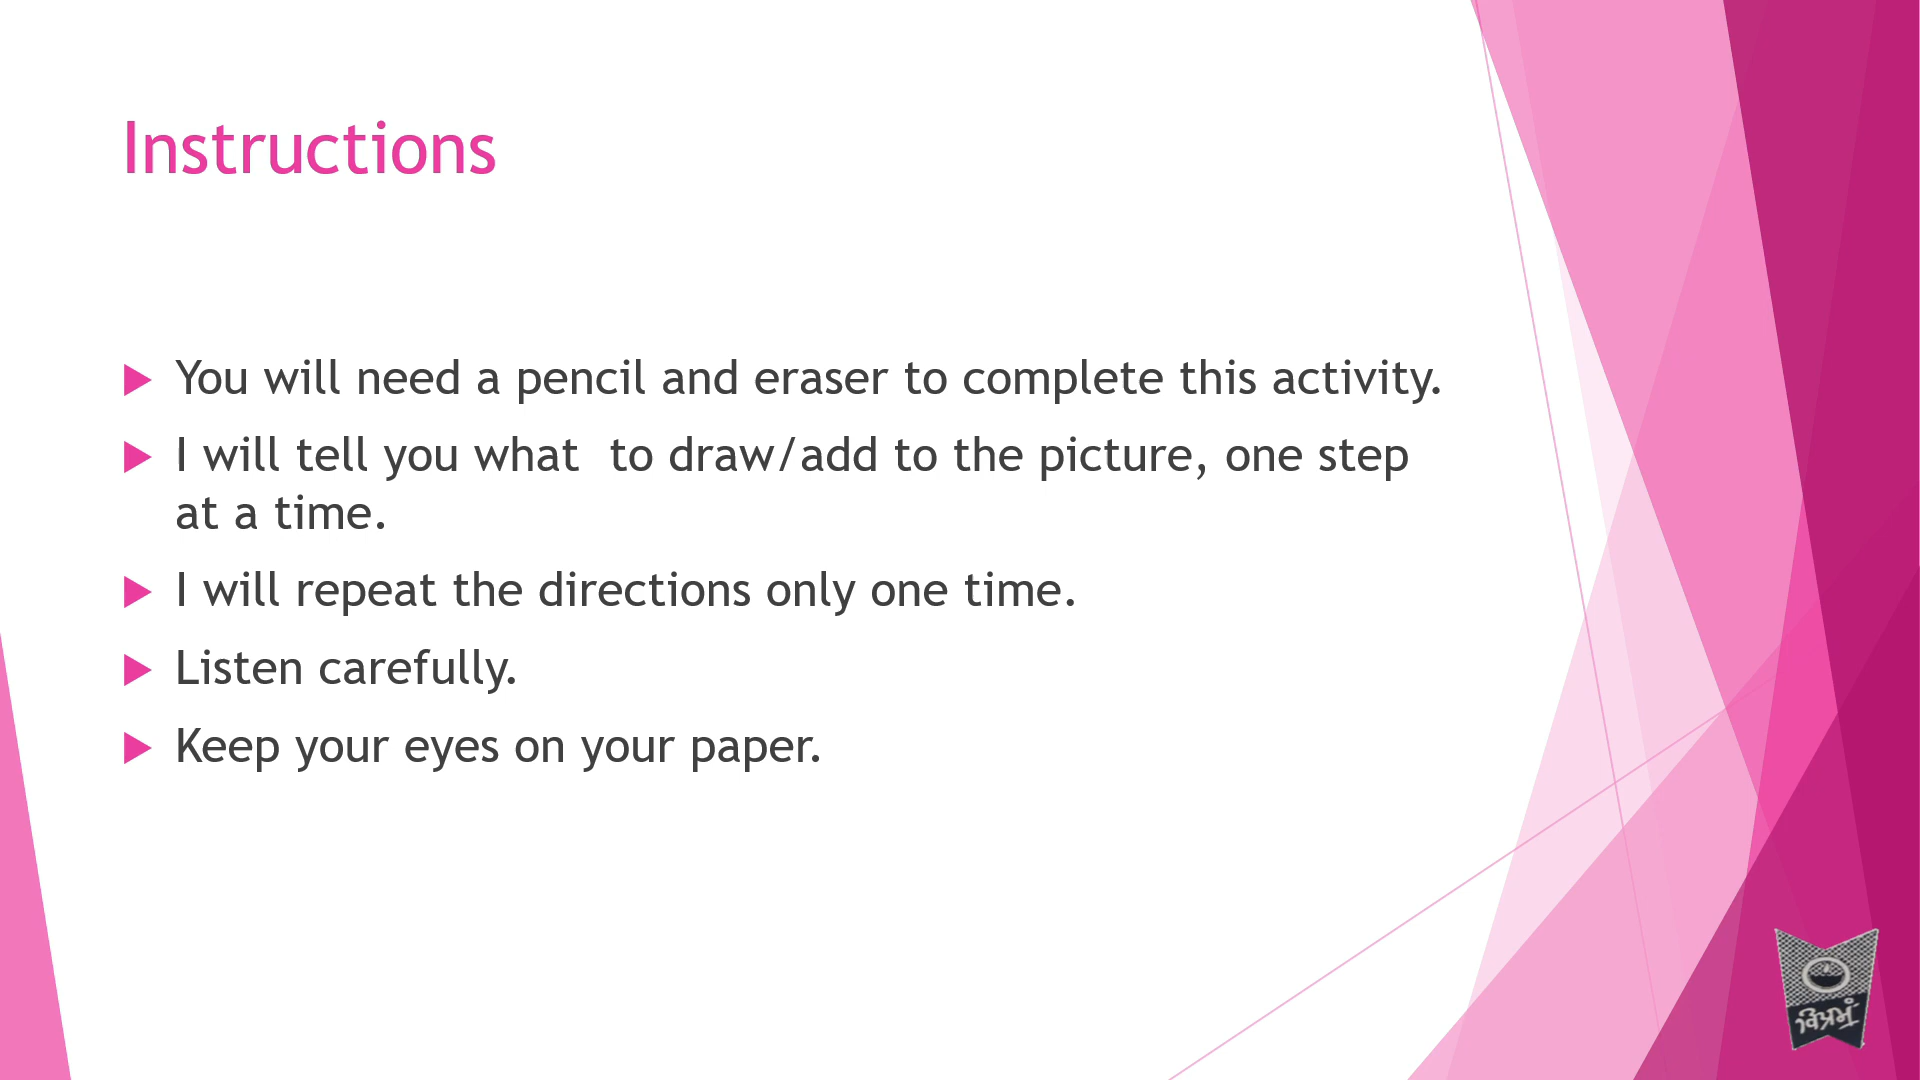 Instructions
You will need a pencil and eraser to complete this activity.
I will tell you what  to draw/add to the picture, one step
at a time.
I will repeat the directions only one time.
Listen carefully.
Keep your eyes on your paper.